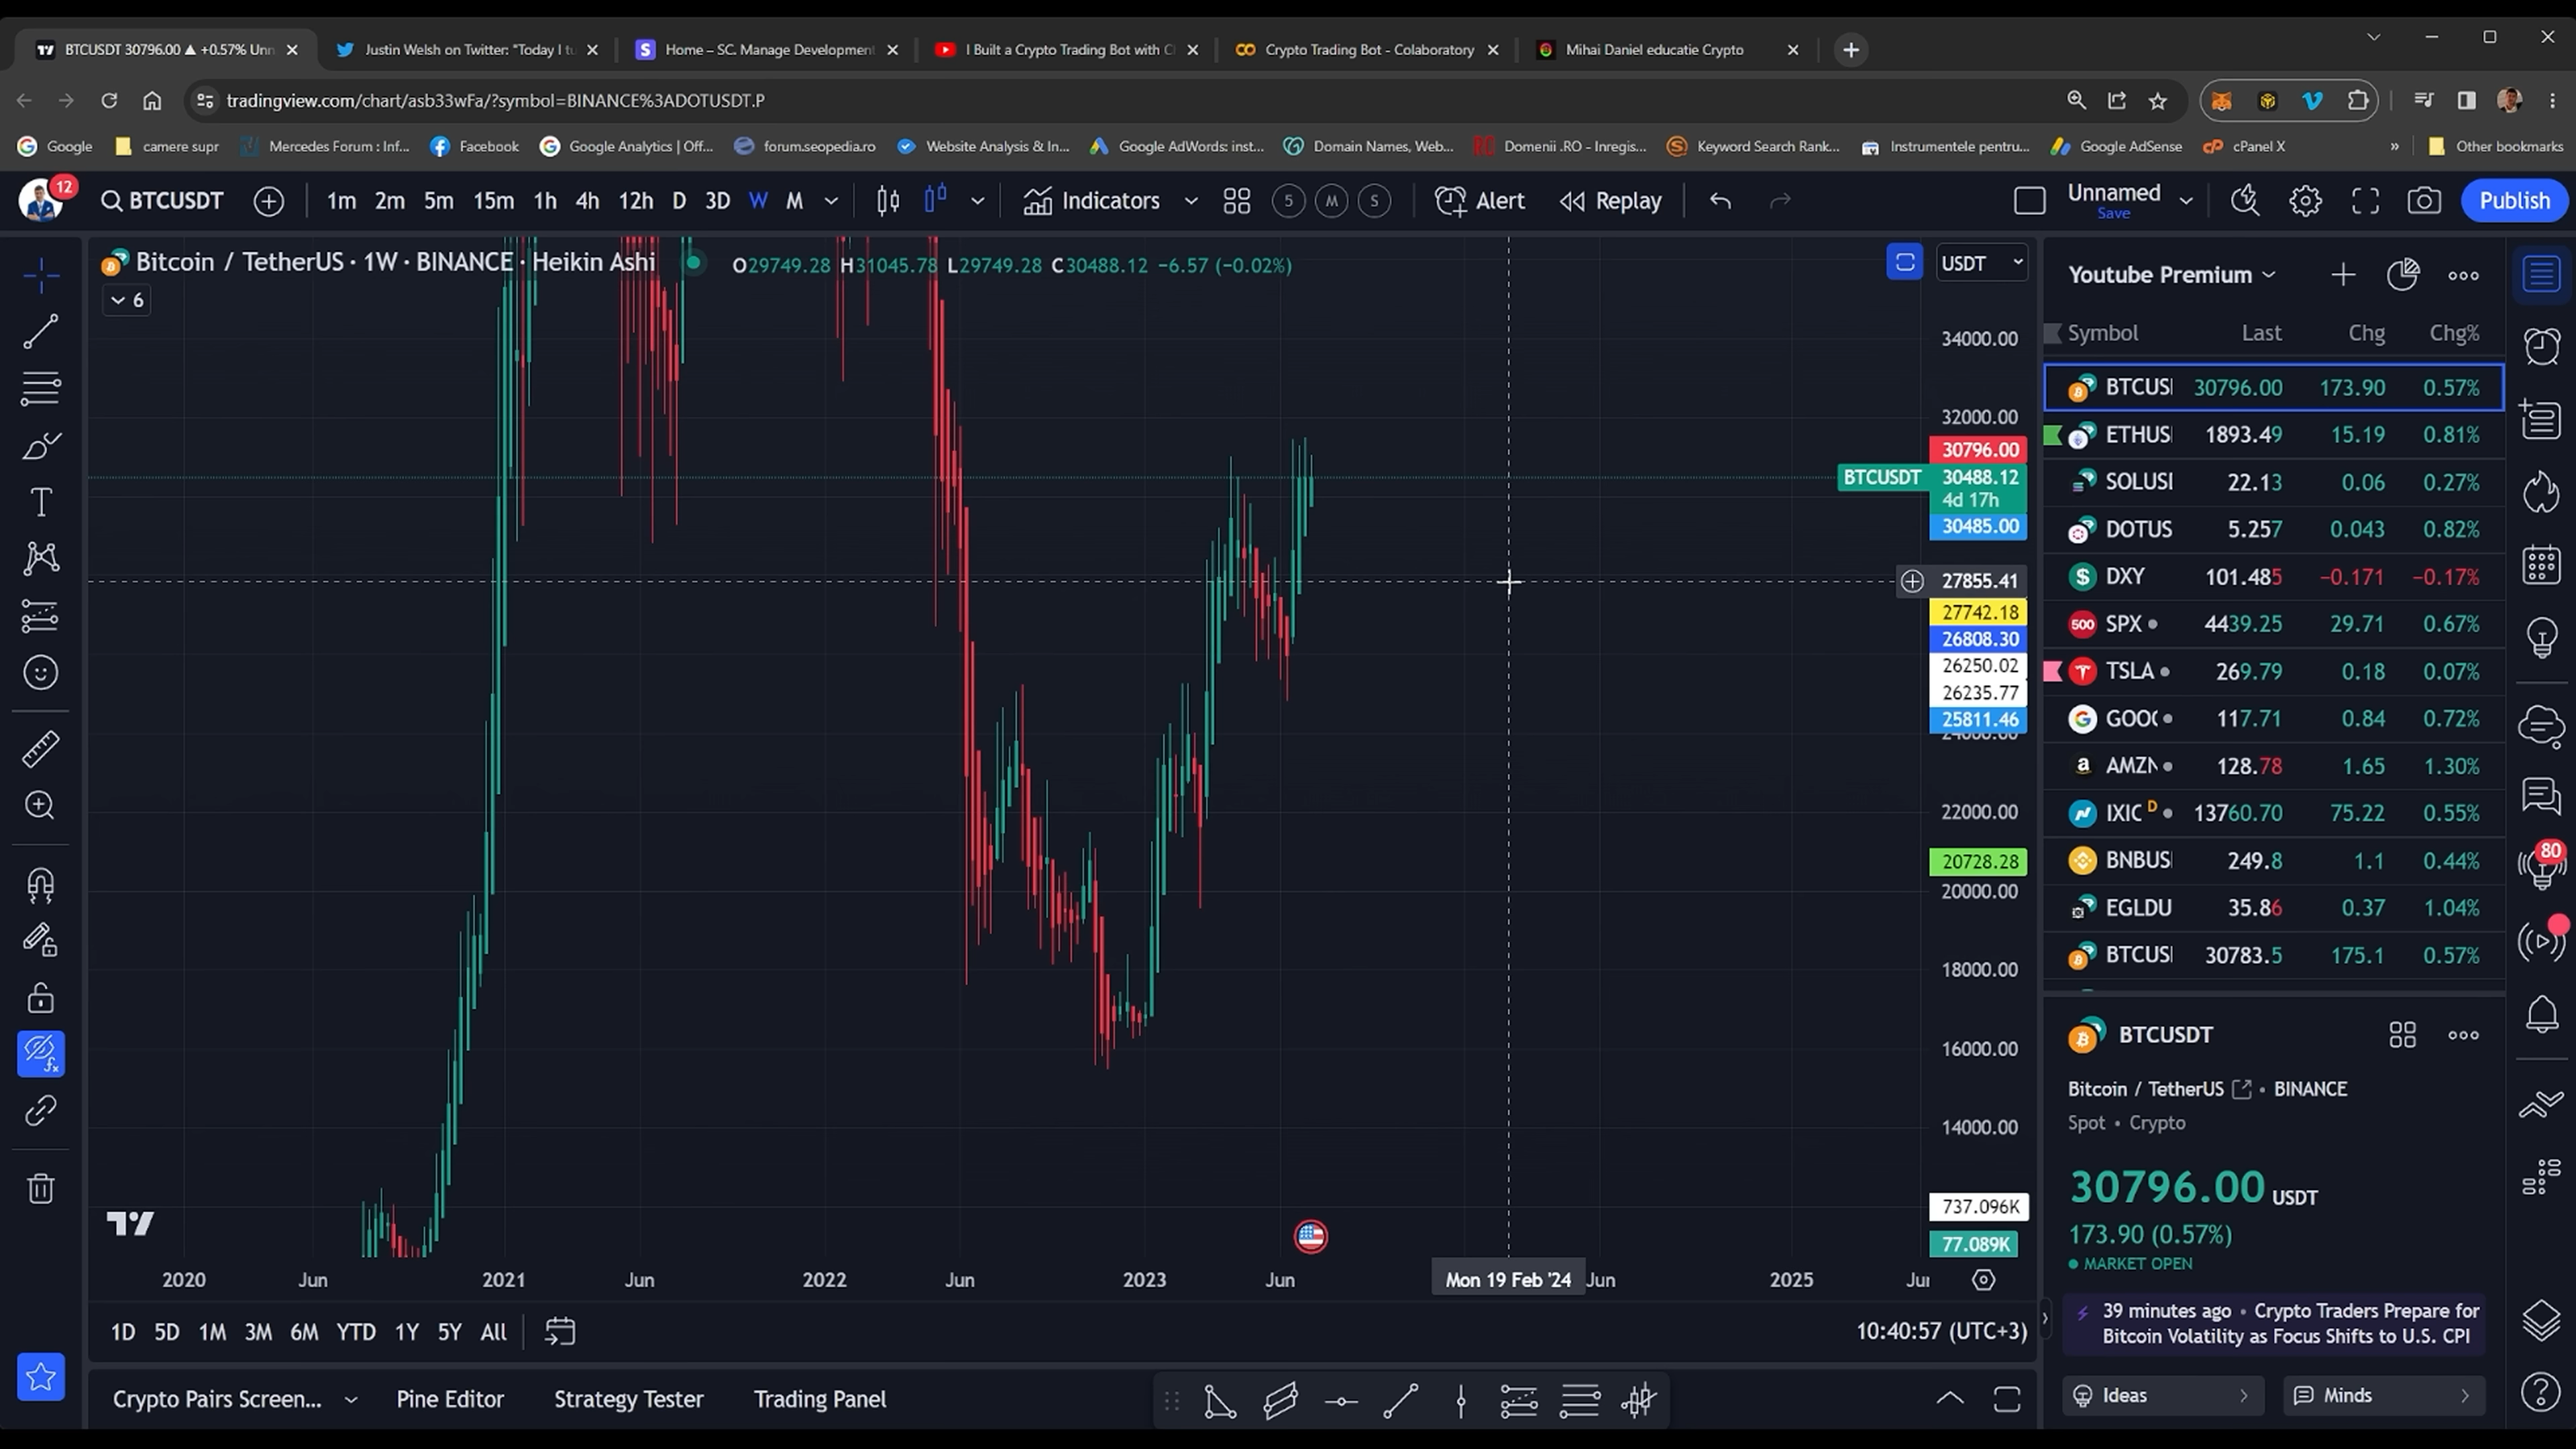 BTCUSDT 30796.00 ▲ +0.57% Unn
Justin Welsh on Twitter: "Today I tu
Home – SC. Manage Development
I Built a Crypto Trading Bot with C
Crypto Trading Bot - Colaboratory
Mihai Daniel educatie Crypto
tradingview.com/chart/asb33wFa/?symbol=BINANCE%3ADOTUSDT.P
Google
camere supr
Mercedes Forum : Inf...
Facebook
Google Analytics | Off...
forum.seopedia.ro
Website Analysis & In...
Google AdWords: inst...
Domain Names, Web...
Domenii .RO - Inregis...
Keyword Search Rank...
Instrumentele pentru...
Google AdSense
cPanel X
»
Other bookmarks
12
BTCUSDT
1m 2m 5m 15m 1h 4h 12h D 3D W M
Indicators
5 M S
Alert
Replay
Unnamed
Save
Publish
Bitcoin / TetherUS · 1W · BINANCE · Heikin Ashi
O29749.28 H31045.78 L29749.28 C30488.12 −6.57 (−0.02%)
6
USDT
34000.00
32000.00
30796.00
BTCUSDT 30488.12
4d 17h
30485.00
27855.41
27742.18
26808.30
26250.02
26235.77
25811.46
24000.00
22000.00
20728.28
20000.00
18000.00
16000.00
14000.00
737.096K
77.089K
2020 Jun 2021 Jun 2022 Jun 2023 Jun Mon 19 Feb '24 Jun 2025 Jun
1D 5D 1M 3M 6M YTD 1Y 5Y All
10:40:57 (UTC+3)
Crypto Pairs Screen...
Pine Editor
Strategy Tester
Trading Panel
Youtube Premium
Symbol Last Chg Chg%
BTCUS 30796.00 173.90 0.57%
ETHUS 1893.49 15.19 0.81%
SOLUS 22.13 0.06 0.27%
DOTUS 5.257 0.043 0.82%
DXY 101.485 −0.171 −0.17%
500 SPX 4439.25 29.71 0.67%
TSLA 269.79 0.18 0.07%
GOO 117.71 0.84 0.72%
AMZN 128.78 1.65 1.30%
IXIC D 13760.70 75.22 0.55%
BNBUS 249.8 1.1 0.44%
EGLDU 35.86 0.37 1.04%
BTCUS 30783.5 175.1 0.57%
80
BTCUSDT
Bitcoin / TetherUS • BINANCE
Spot • Crypto
30796.00 USDT
173.90 (0.57%)
MARKET OPEN
39 minutes ago • Crypto Traders Prepare for
Bitcoin Volatility as Focus Shifts to U.S. CPI
Ideas
Minds